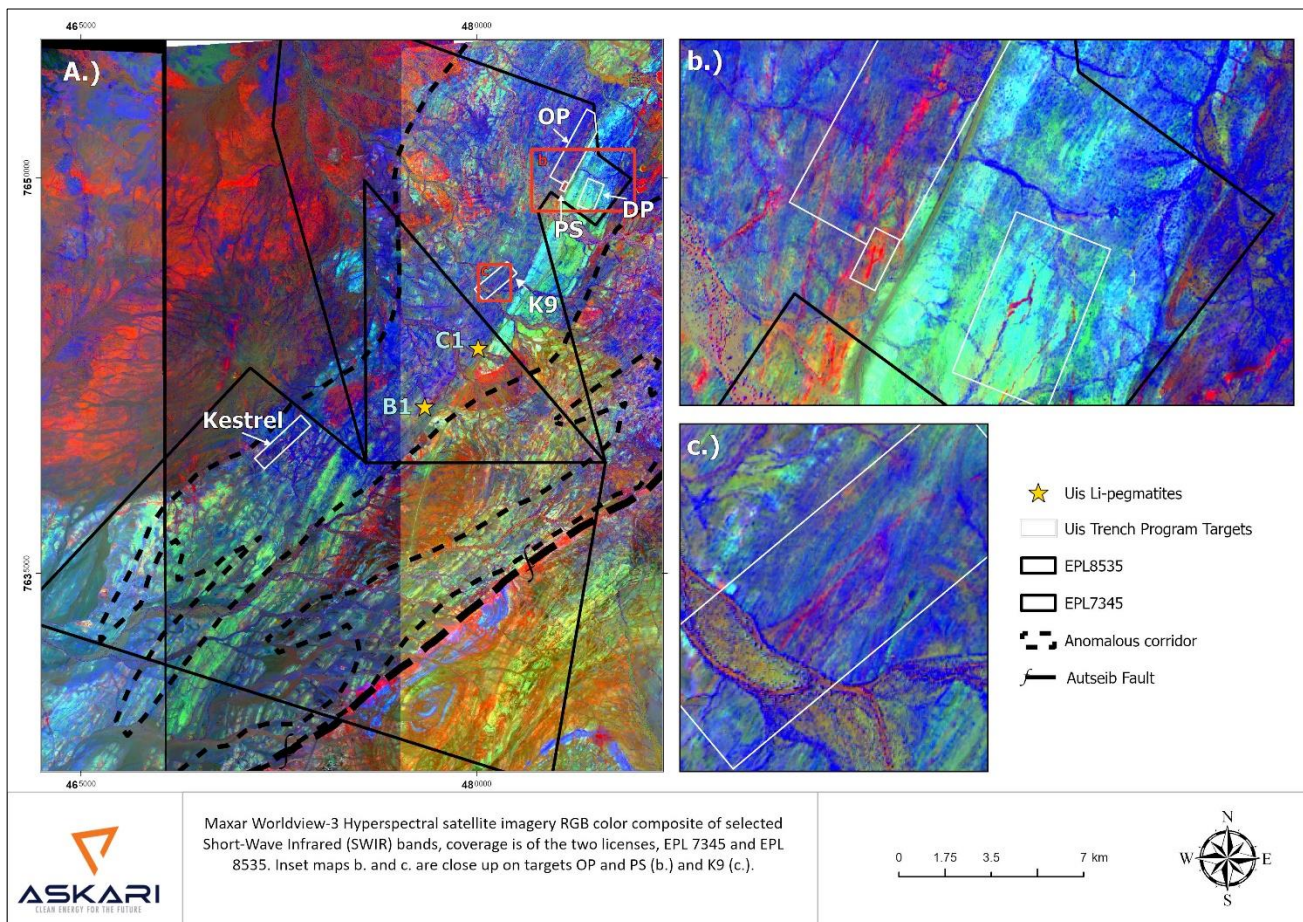 465000
480000
A.)
OP
b
DP
PS
K9
C1
B1
Kestrel
765 0000
763 5000
465000
480000
b.)
c.)
Uis Li-pegmatites
Uis Trench Program Targets
EPL8535
EPL7345
Anomalous corridor
Autseib Fault
ASKARI
CLEAN ENERGY FOR THE FUTURE
Maxar Worldview-3 Hyperspectral satellite imagery RGB color composite of selected
Short-Wave Infrared (SWIR) bands, coverage is of the two licenses, EPL 7345 and EPL
8535. Inset maps b. and c. are close up on targets OP and PS (b.) and K9 (c.).
0 1.75 3.5 7 km
N
W E
S